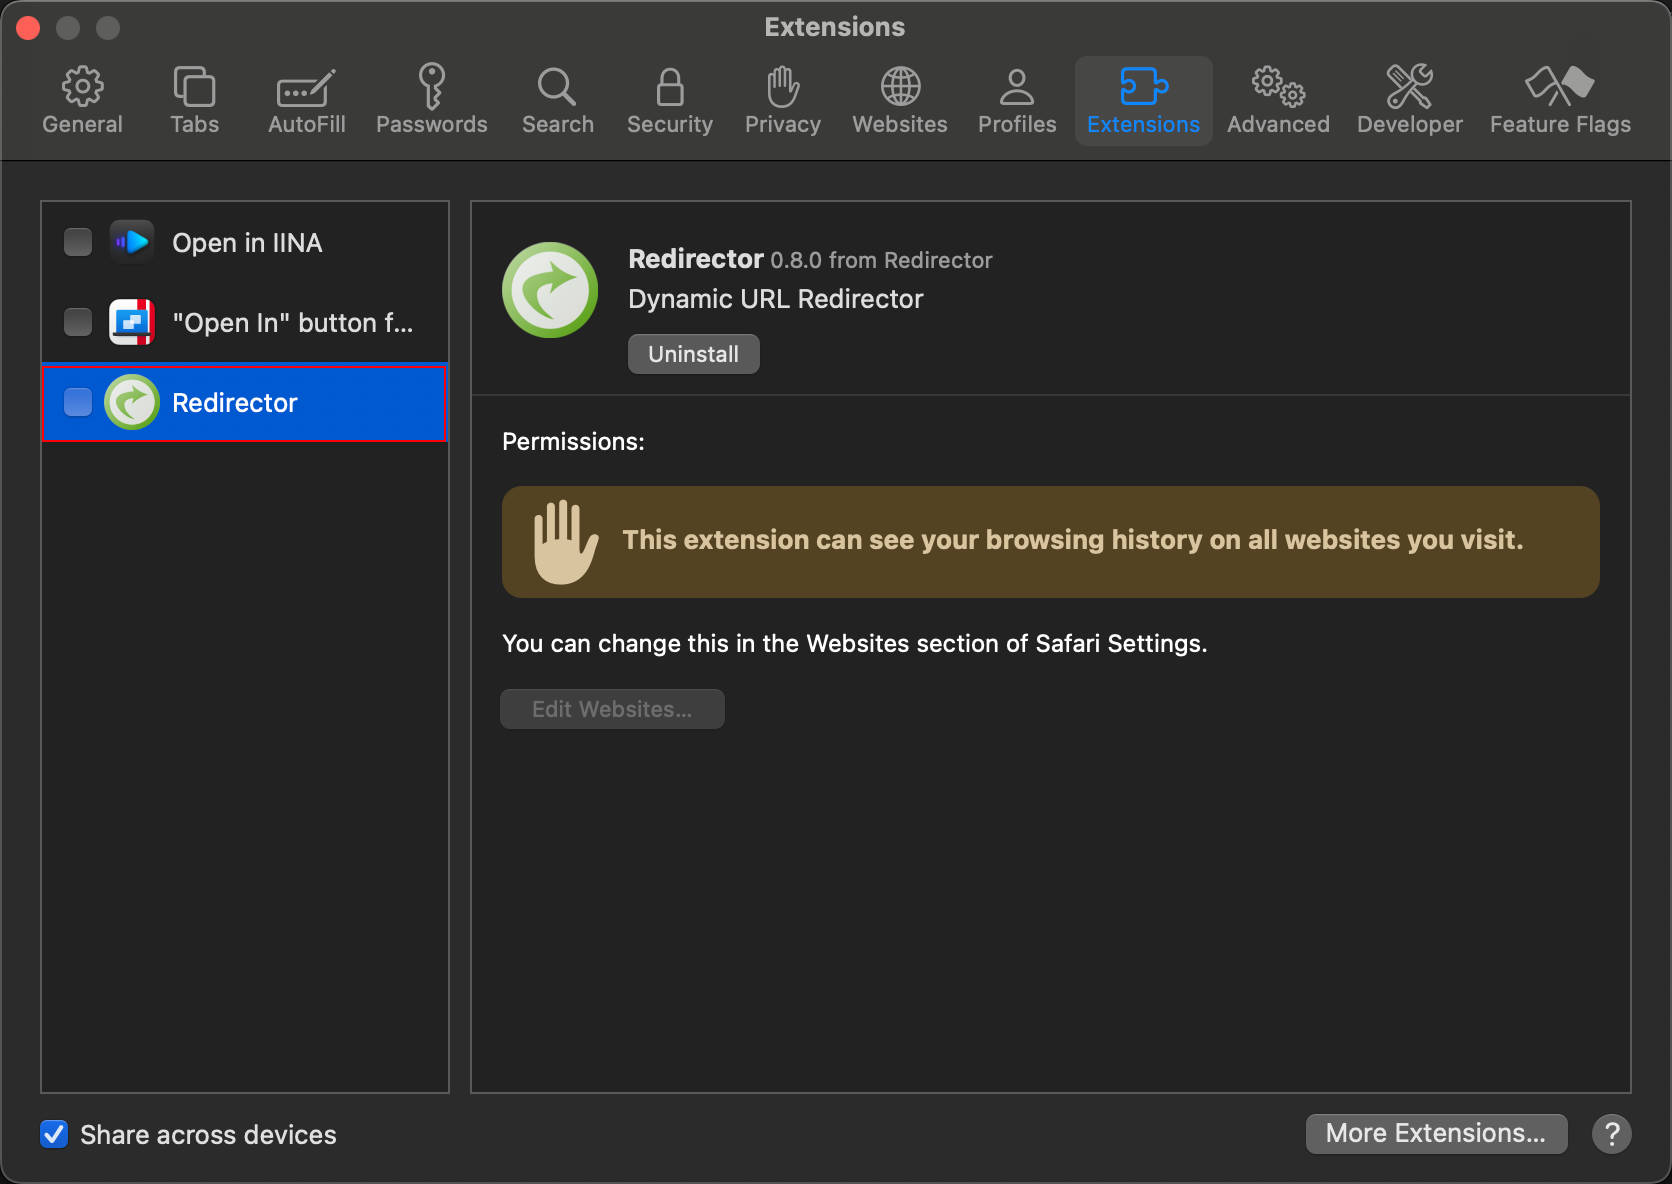 Extensions
General
Tabs
AutoFill
Passwords
Search
Security
Privacy
Websites
Profiles
Extensions
Advanced
Developer
Feature Flags
Open in IINA
"Open In" button f...
Redirector
Redirector 0.8.0 from Redirector
Dynamic URL Redirector
Uninstall
Permissions:
This extension can see your browsing history on all websites you visit.
You can change this in the Websites section of Safari Settings.
Edit Websites...
Share across devices
More Extensions...
?